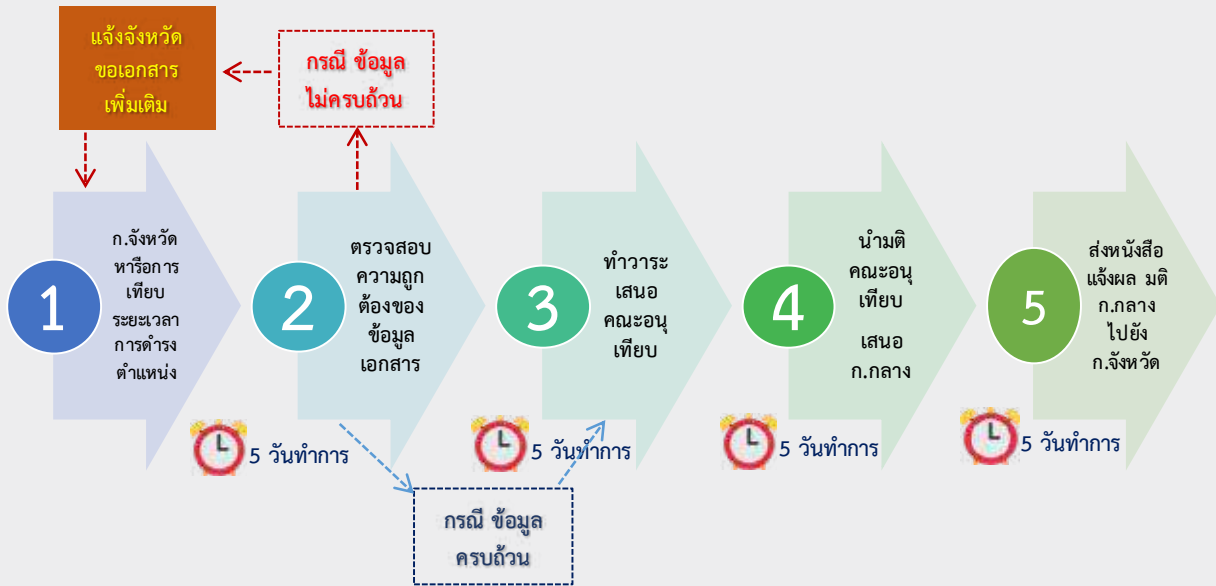 แจ้งจังหวัด
ขอเอกสาร
เพิ่มเติม
กรณี ข้อมูล
ไม่ครบถ้วน
1
ก.จังหวัด
หารือการ
เทียบ
ระยะเวลา
การดำรง
ตำแหน่ง
2
ตรวจสอบ
ความถูก
ต้องของ
ข้อมูล
เอกสาร
3
ทำวาระ
เสนอ
คณะอนุ
เทียบ
4
นำมติ
คณะอนุ
เทียบ
เสนอ
ก.กลาง
5
ส่งหนังสือ
แจ้งผล มติ
ก.กลาง
ไปยัง
ก.จังหวัด
5 วันทำการ
5 วันทำการ
5 วันทำการ
5 วันทำการ
กรณี ข้อมูล
ครบถ้วน